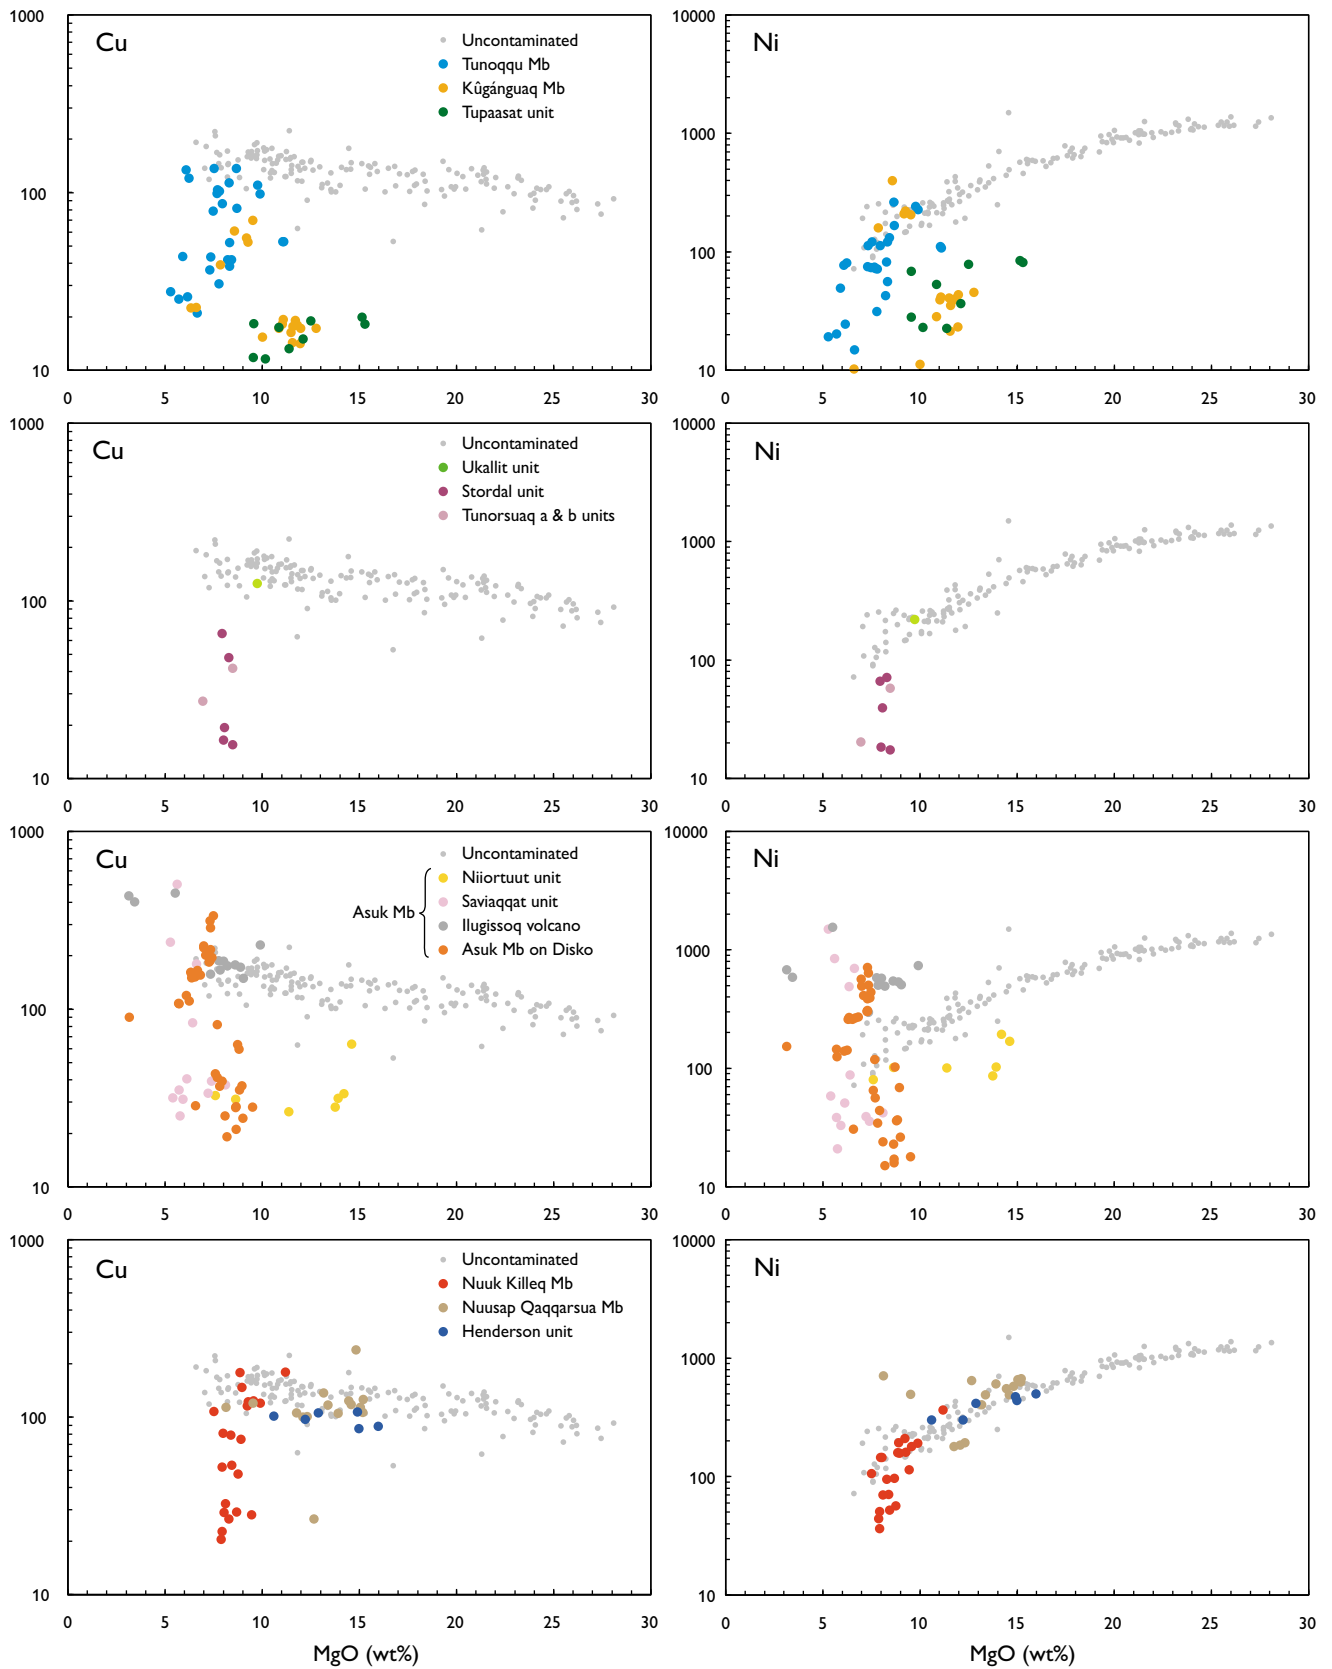 Cu
1000
100
10
0 5 10 15 20 25 30
Uncontaminated
Tunoqqu Mb
Kûgánguaq Mb
Tupaasat unit
Ni
10000
1000
100
10
0 5 10 15 20 25 30
Cu
1000
100
10
0 5 10 15 20 25 30
Uncontaminated
Ukallit unit
Stordal unit
Tunorsuaq a & b units
Ni
10000
1000
100
10
0 5 10 15 20 25 30
Cu
1000
100
10
0 5 10 15 20 25 30
Uncontaminated
Asuk Mb
Niiortuut unit
Saviaqqat unit
Ilugissoq volcano
Asuk Mb on Disko
Ni
10000
1000
100
10
0 5 10 15 20 25 30
Cu
1000
100
10
0 5 10 15 20 25 30
MgO (wt%)
Uncontaminated
Nuuk Killeq Mb
Nuusap Qaqqarsua Mb
Henderson unit
Ni
10000
1000
100
10
0 5 10 15 20 25 30
MgO (wt%)